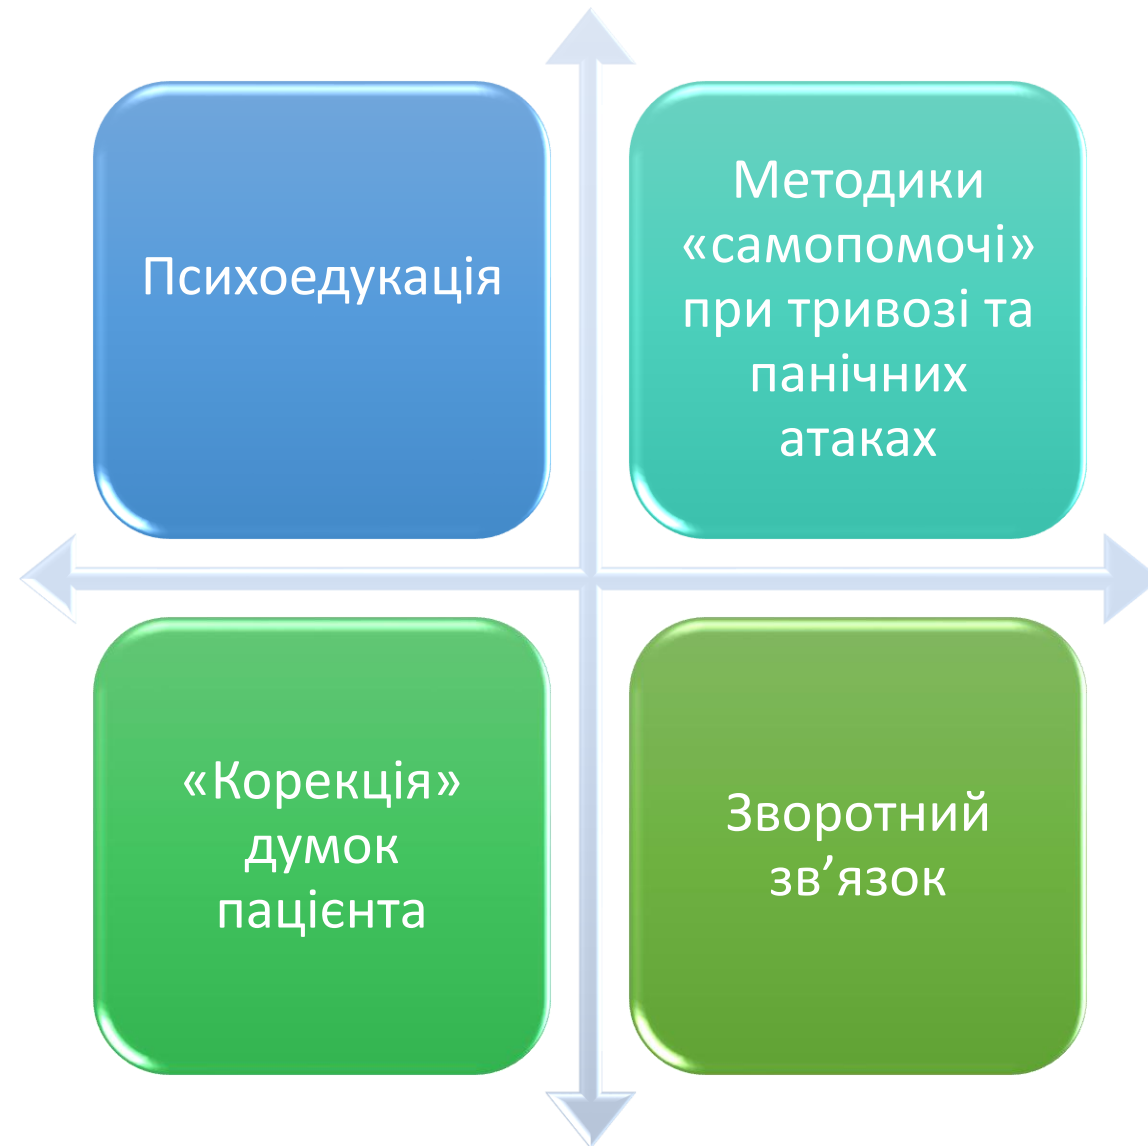 Психоедукація
Методики
«самопомочі»
при тривозі та
панічних
атаках
«Корекція»
думок
пацієнта
Зворотний
зв’язок